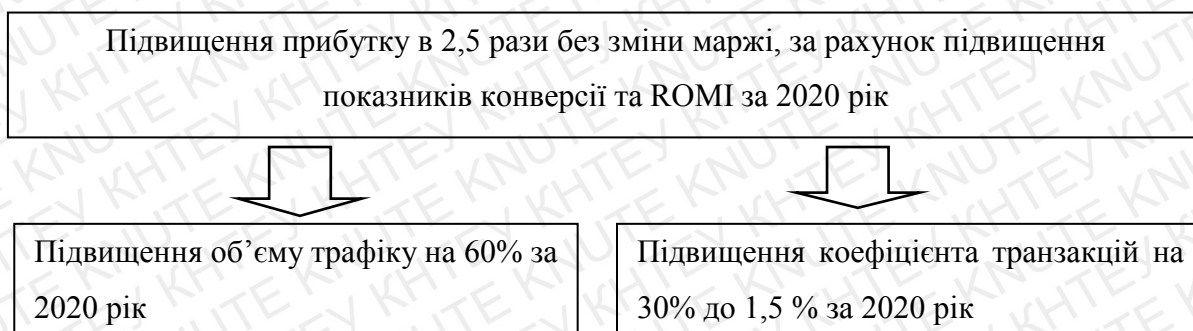 Підвищення прибутку в 2,5 рази без зміни маржі, за рахунок підвищення
показників конверсії та ROMI за 2020 рік
Підвищення об’єму трафіку на 60% за
2020 рік
Підвищення коефіцієнта транзакцій на
30% до 1,5 % за 2020 рік